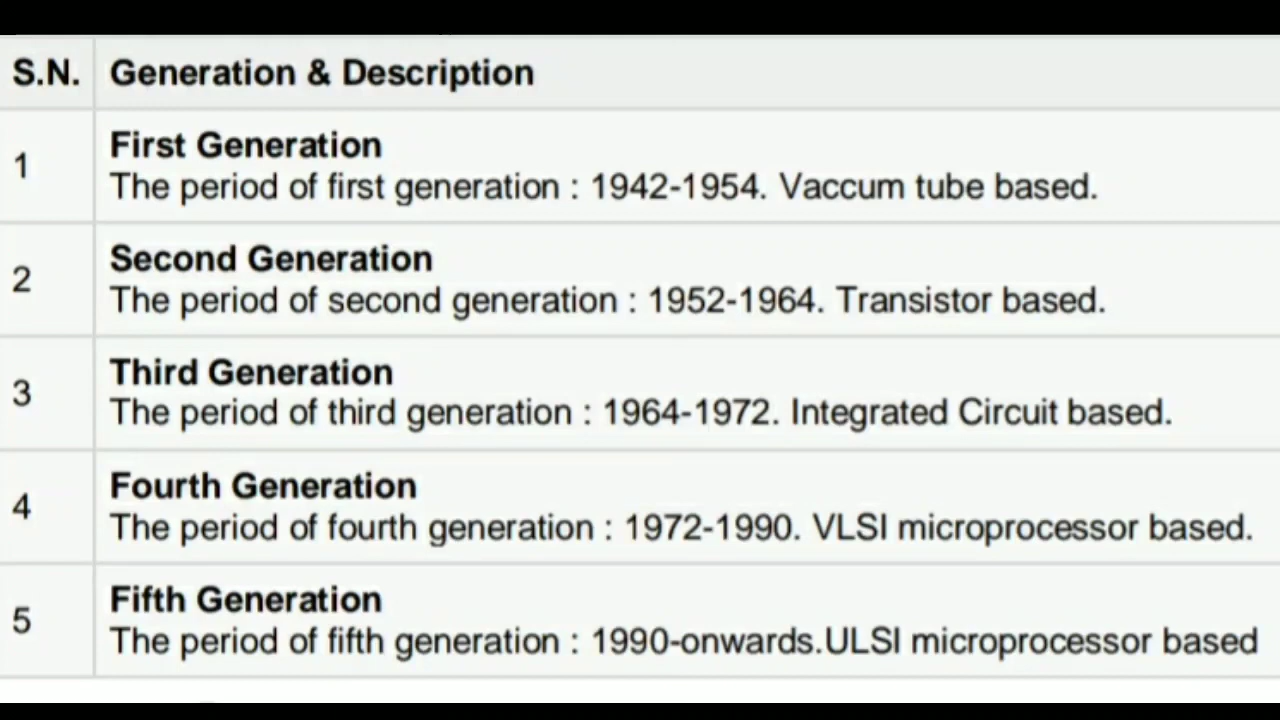 S.N. Generation & Description
1
First Generation
The period of first generation : 1942-1954. Vaccum tube based.
2
Second Generation
The period of second generation : 1952-1964. Transistor based.
3
Third Generation
The period of third generation : 1964-1972. Integrated Circuit based.
4
Fourth Generation
The period of fourth generation : 1972-1990. VLSI microprocessor based.
5
Fifth Generation
The period of fifth generation : 1990-onwards.ULSI microprocessor based